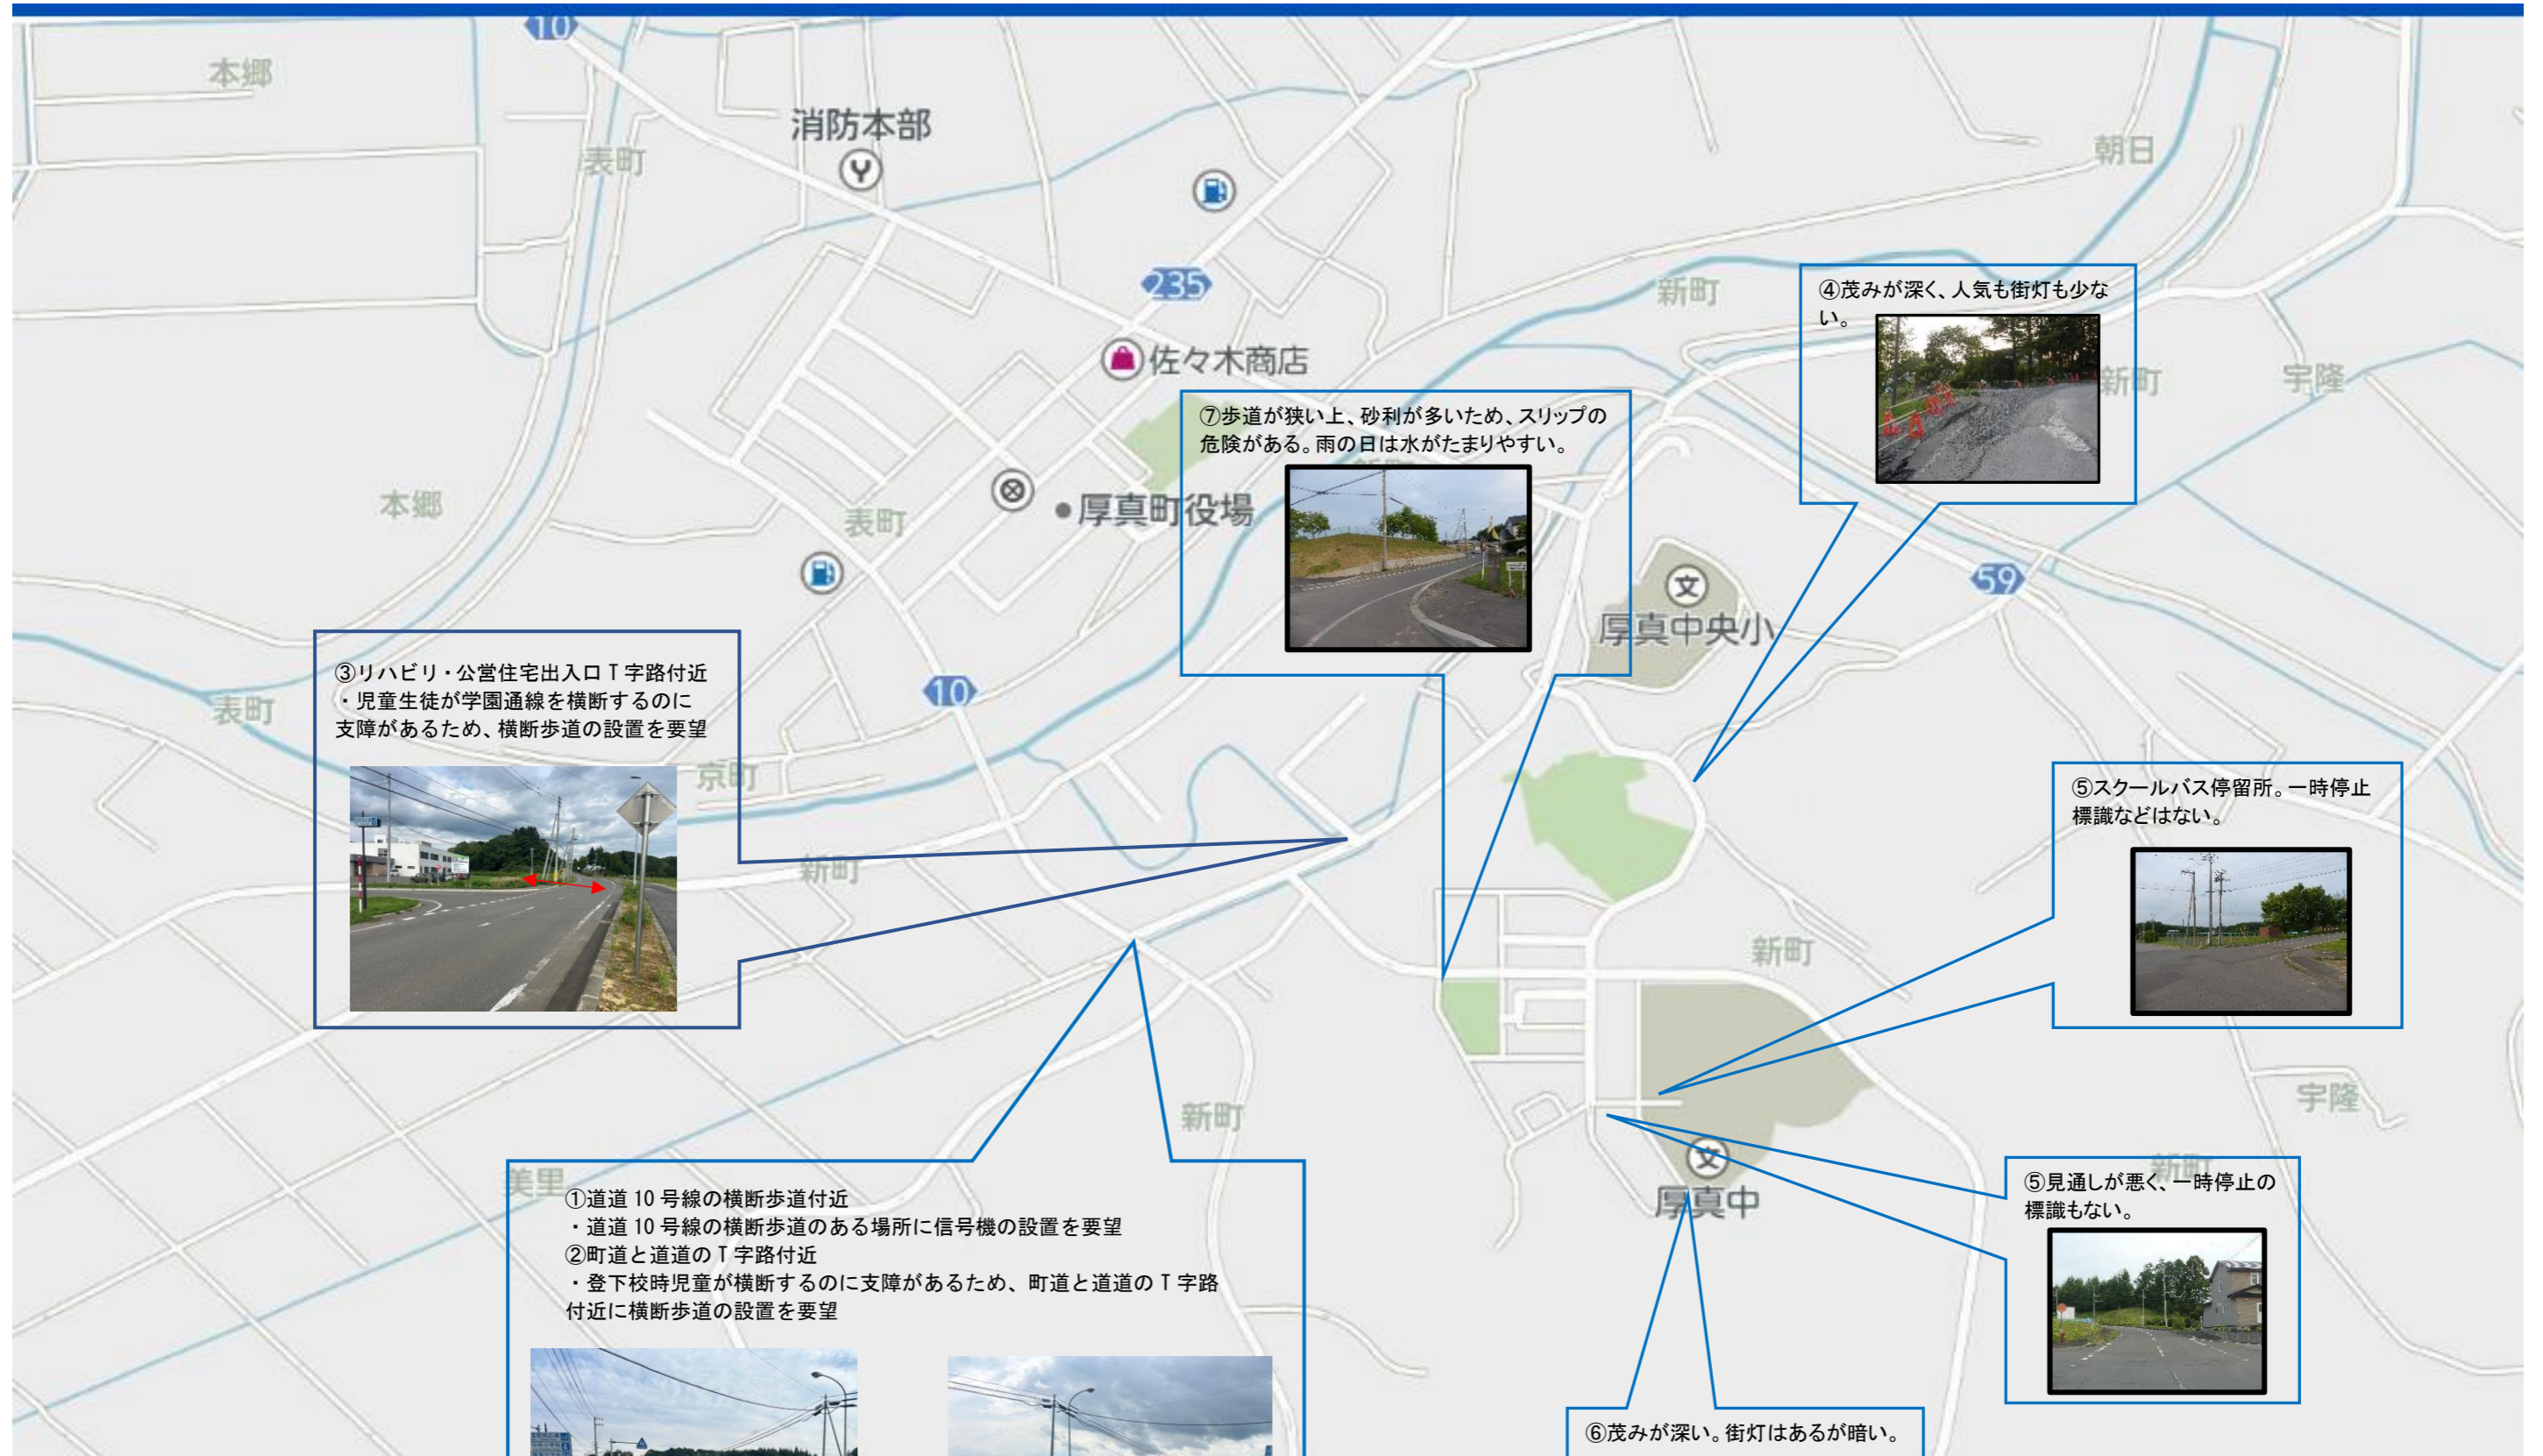 10
本郷
消防本部
表町
朝日
235
新町
④茂みが深く、人気も街灯も少な
い。
佐々木商店
新町
宇隆
⑦歩道が狭い上、砂利が多いため、スリップの
危険がある。雨の日は水がたまりやすい。
本郷
表町
厚真町役場
59
文
厚真中央小
③リハビリ・公営住宅出入口T字路付近
・児童生徒が学園通線を横断するのに
支障があるため、横断歩道の設置を要望
10
表町
京町
⑤スクールバス停留所。一時停止
標識などはない。
新町
新町
宇隆
新町
文
厚真中
美里
①道道10号線の横断歩道付近
・道道10号線の横断歩道のある場所に信号機の設置を要望
②町道と道道のT字路付近
・登下校時児童が横断するのに支障があるため、町道と道道のT字路
付近に横断歩道の設置を要望
新町
⑤見通しが悪く、一時停止の
標識もない。
⑥茂みが深い。街灯はあるが暗い。